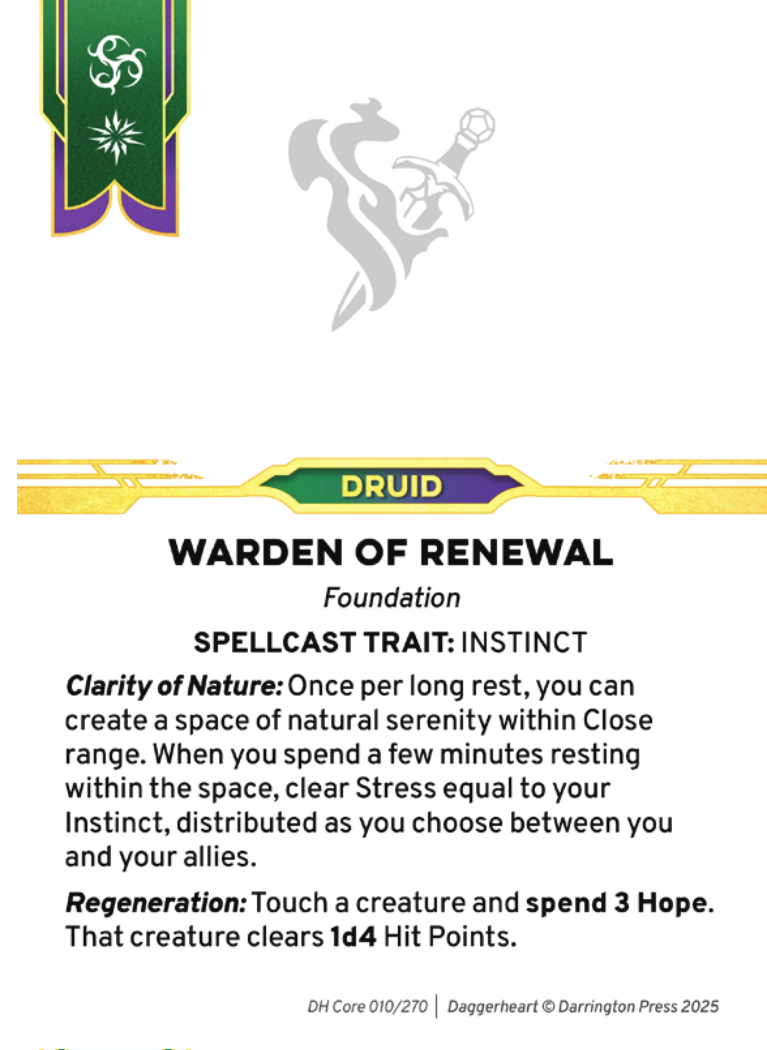 DRUID
WARDEN OF RENEWAL
Foundation
SPELLCAST TRAIT: INSTINCT
Clarity of Nature: Once per long rest, you can
create a space of natural serenity within Close
range. When you spend a few minutes resting
within the space, clear Stress equal to your
Instinct, distributed as you choose between you
and your allies.
Regeneration: Touch a creature and spend 3 Hope.
That creature clears 1d4 Hit Points.
DH Core 010/270 | Daggerheart © Darrington Press 2025